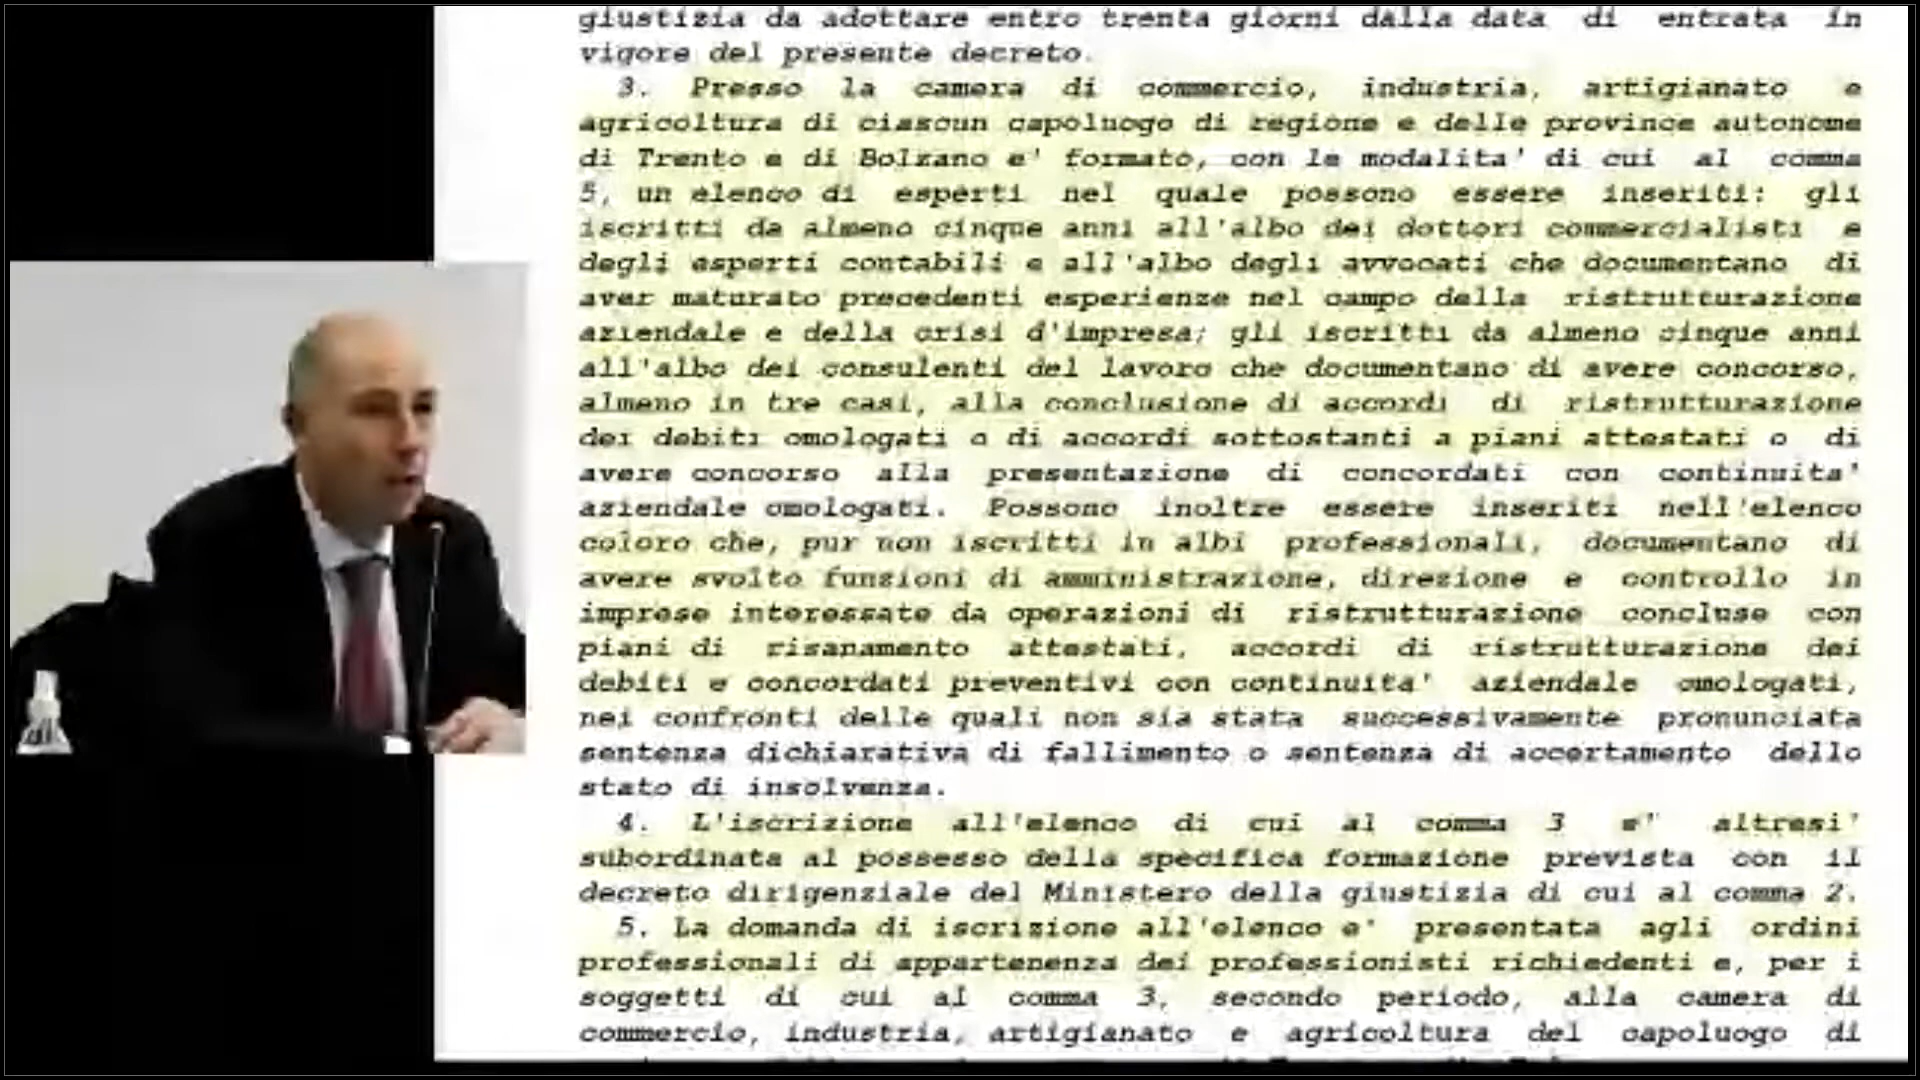 giustizia da adottare entro trenta giorni dalla data di entrata in
vigore del presente decreto.
3. Presso la camera di commercio, industria, artigianato e
agricoltura di ciascun capoluogo di regione e delle province autonome
di Trento e di Bolzano e' formato, con le modalita' di cui al comma
5, un elenco di esperti nel quale possono essere inseriti: gli
iscritti da almeno cinque anni all'albo dei dottori commercialisti e
degli esperti contabili e all'albo degli avvocati che documentano di
aver maturato precedenti esperienze nel campo della ristrutturazione
aziendale e della crisi d'impresa; gli iscritti da almeno cinque anni
all'albo dei consulenti del lavoro che documentano di avere concorso,
almeno in tre casi, alla conclusione di accordi di ristrutturazione
dei debiti omologati o di accordi sottostanti a piani attestati o di
avere concorso alla presentazione di concordati con continuita'
aziendale omologati. Possono inoltre essere inseriti nell'elenco
coloro che, pur non iscritti in albi professionali, documentano di
avere svolto funzioni di amministrazione, direzione e controllo in
imprese interessate da operazioni di ristrutturazione concluse con
piani di risanamento attestati, accordi di ristrutturazione dei
debiti e concordati preventivi con continuita' aziendale omologati,
nei confronti delle quali non sia stata successivamente pronunciata
sentenza dichiarativa di fallimento o sentenza di accertamento dello
stato di insolvenza.
4. L'iscrizione all'elenco di cui al comma 3 e' altresi'
subordinata al possesso della specifica formazione prevista con il
decreto dirigenziale del Ministero della giustizia di cui al comma 2.
5. La domanda di iscrizione all'elenco e' presentata agli ordini
professionali di appartenenza dei professionisti richiedenti e, per i
soggetti di cui al comma 3, secondo periodo, alla camera di
commercio, industria, artigianato e agricoltura del capoluogo di